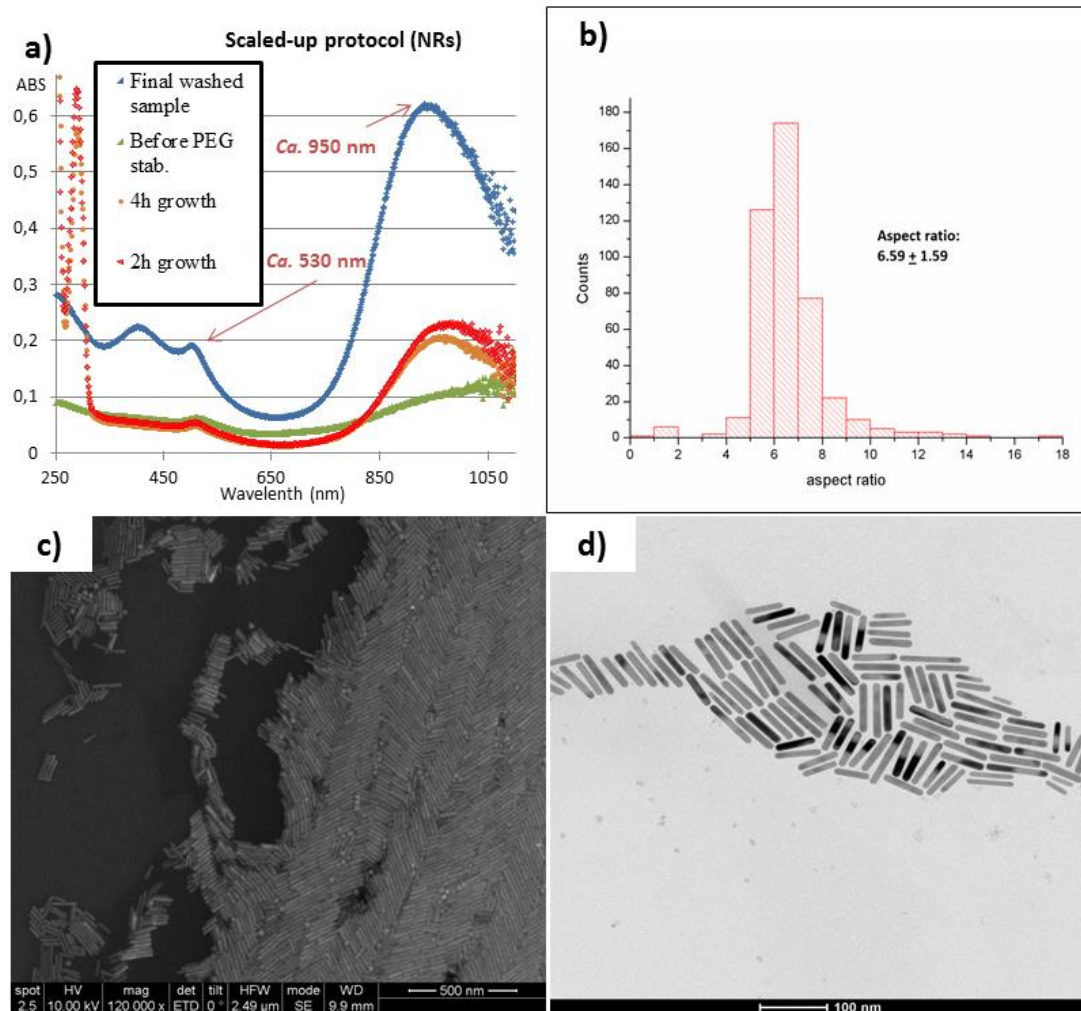 a)
Scaled-up protocol (NRs)
ABS
Final washed
sample
Before PEG
stab.
4h growth
2h growth
Ca. 950 nm
Ca. 530 nm
0,6
0,5
0,4
0,3
0,2
0,1
0
250 450 650 850 1050
Wavelenth (nm)
b)
Aspect ratio:
6.59 ± 1.59
Counts
180
160
140
120
100
80
60
40
20
0
0 2 4 6 8 10 12 14 16 18
aspect ratio
c)
spot HV mag det tilt HFW mode WD
2.5 10.00 kV 120 000 x ETD 0 ° 2.49 µm SE 9.9 mm
500 nm
d)
100 nm